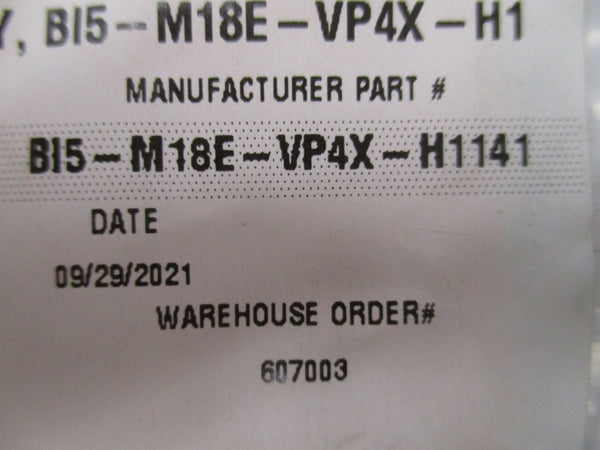 Y, BI5-M18E-VP4X-H1
MANUFACTURER PART #
BI5-M18E-VP4X-H1141
DATE
09/29/2021
WAREHOUSE ORDER#
607003